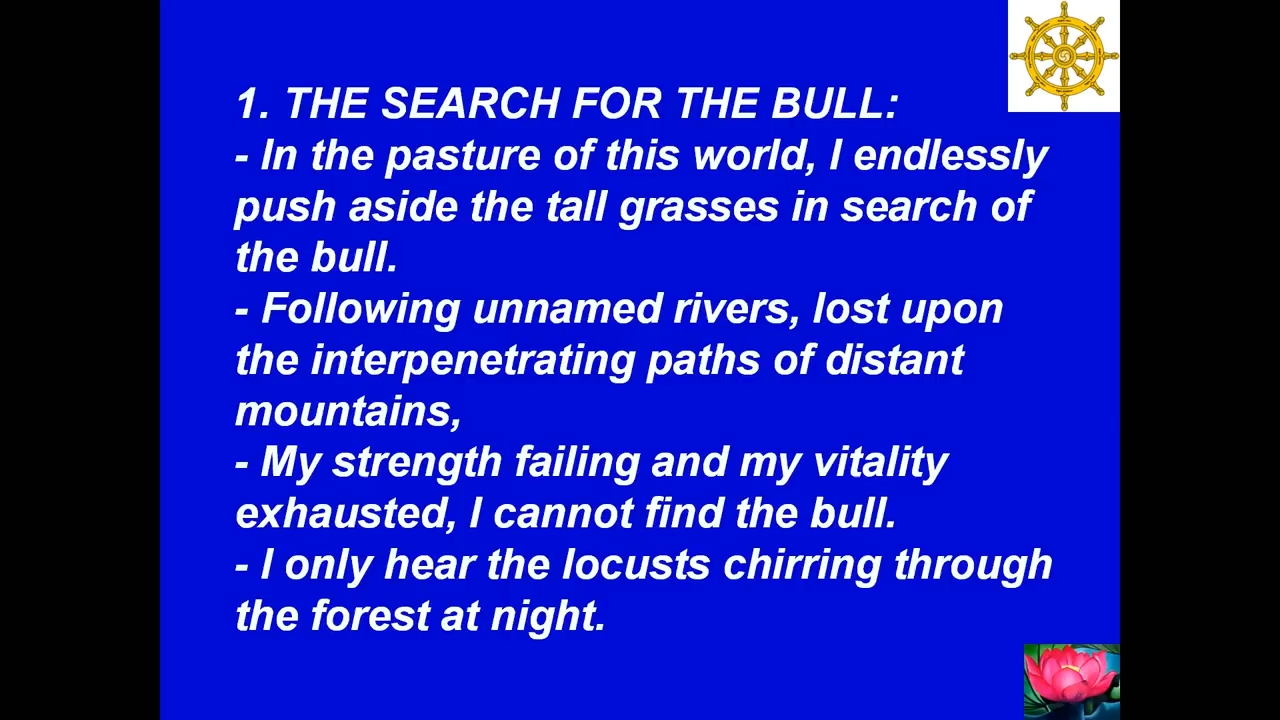 1. THE SEARCH FOR THE BULL:
- In the pasture of this world, I endlessly
push aside the tall grasses in search of
the bull.
- Following unnamed rivers, lost upon
the interpenetrating paths of distant
mountains,
- My strength failing and my vitality
exhausted, I cannot find the bull.
- I only hear the locusts chirring through
the forest at night.